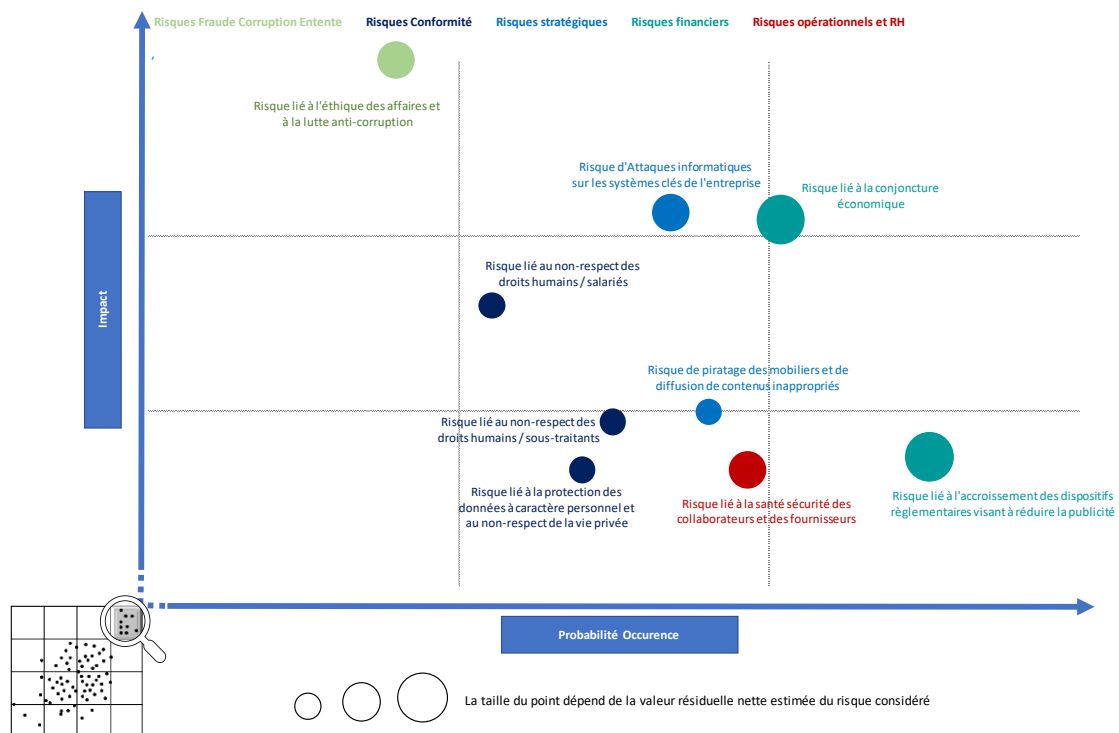 Risques Fraude Corruption Entente
Risques Conformité
Risques stratégiques
Risques financiers
Risques opérationnels et RH
Risque lié à l'éthique des affaires et
à la lutte anti-corruption
Risque d'Attaques informatiques
sur les systèmes clés de l'entreprise
Risque lié à la conjoncture
économique
Risque lié au non-respect des
droits humains / salariés
Impact
Risque de piratage des mobiliers et de
diffusion de contenus inappropriés
Risque lié au non-respect des
droits humains / sous-traitants
Risque lié à la protection des
données à caractère personnel et
au non-respect de la vie privée
Risque lié à la santé sécurité des
collaborateurs et des fournisseurs
Risque lié à l'accroissement des dispositifs
règlementaires visant à réduire la publicité
Probabilité Occurence
La taille du point dépend de la valeur résiduelle nette estimée du risque considéré